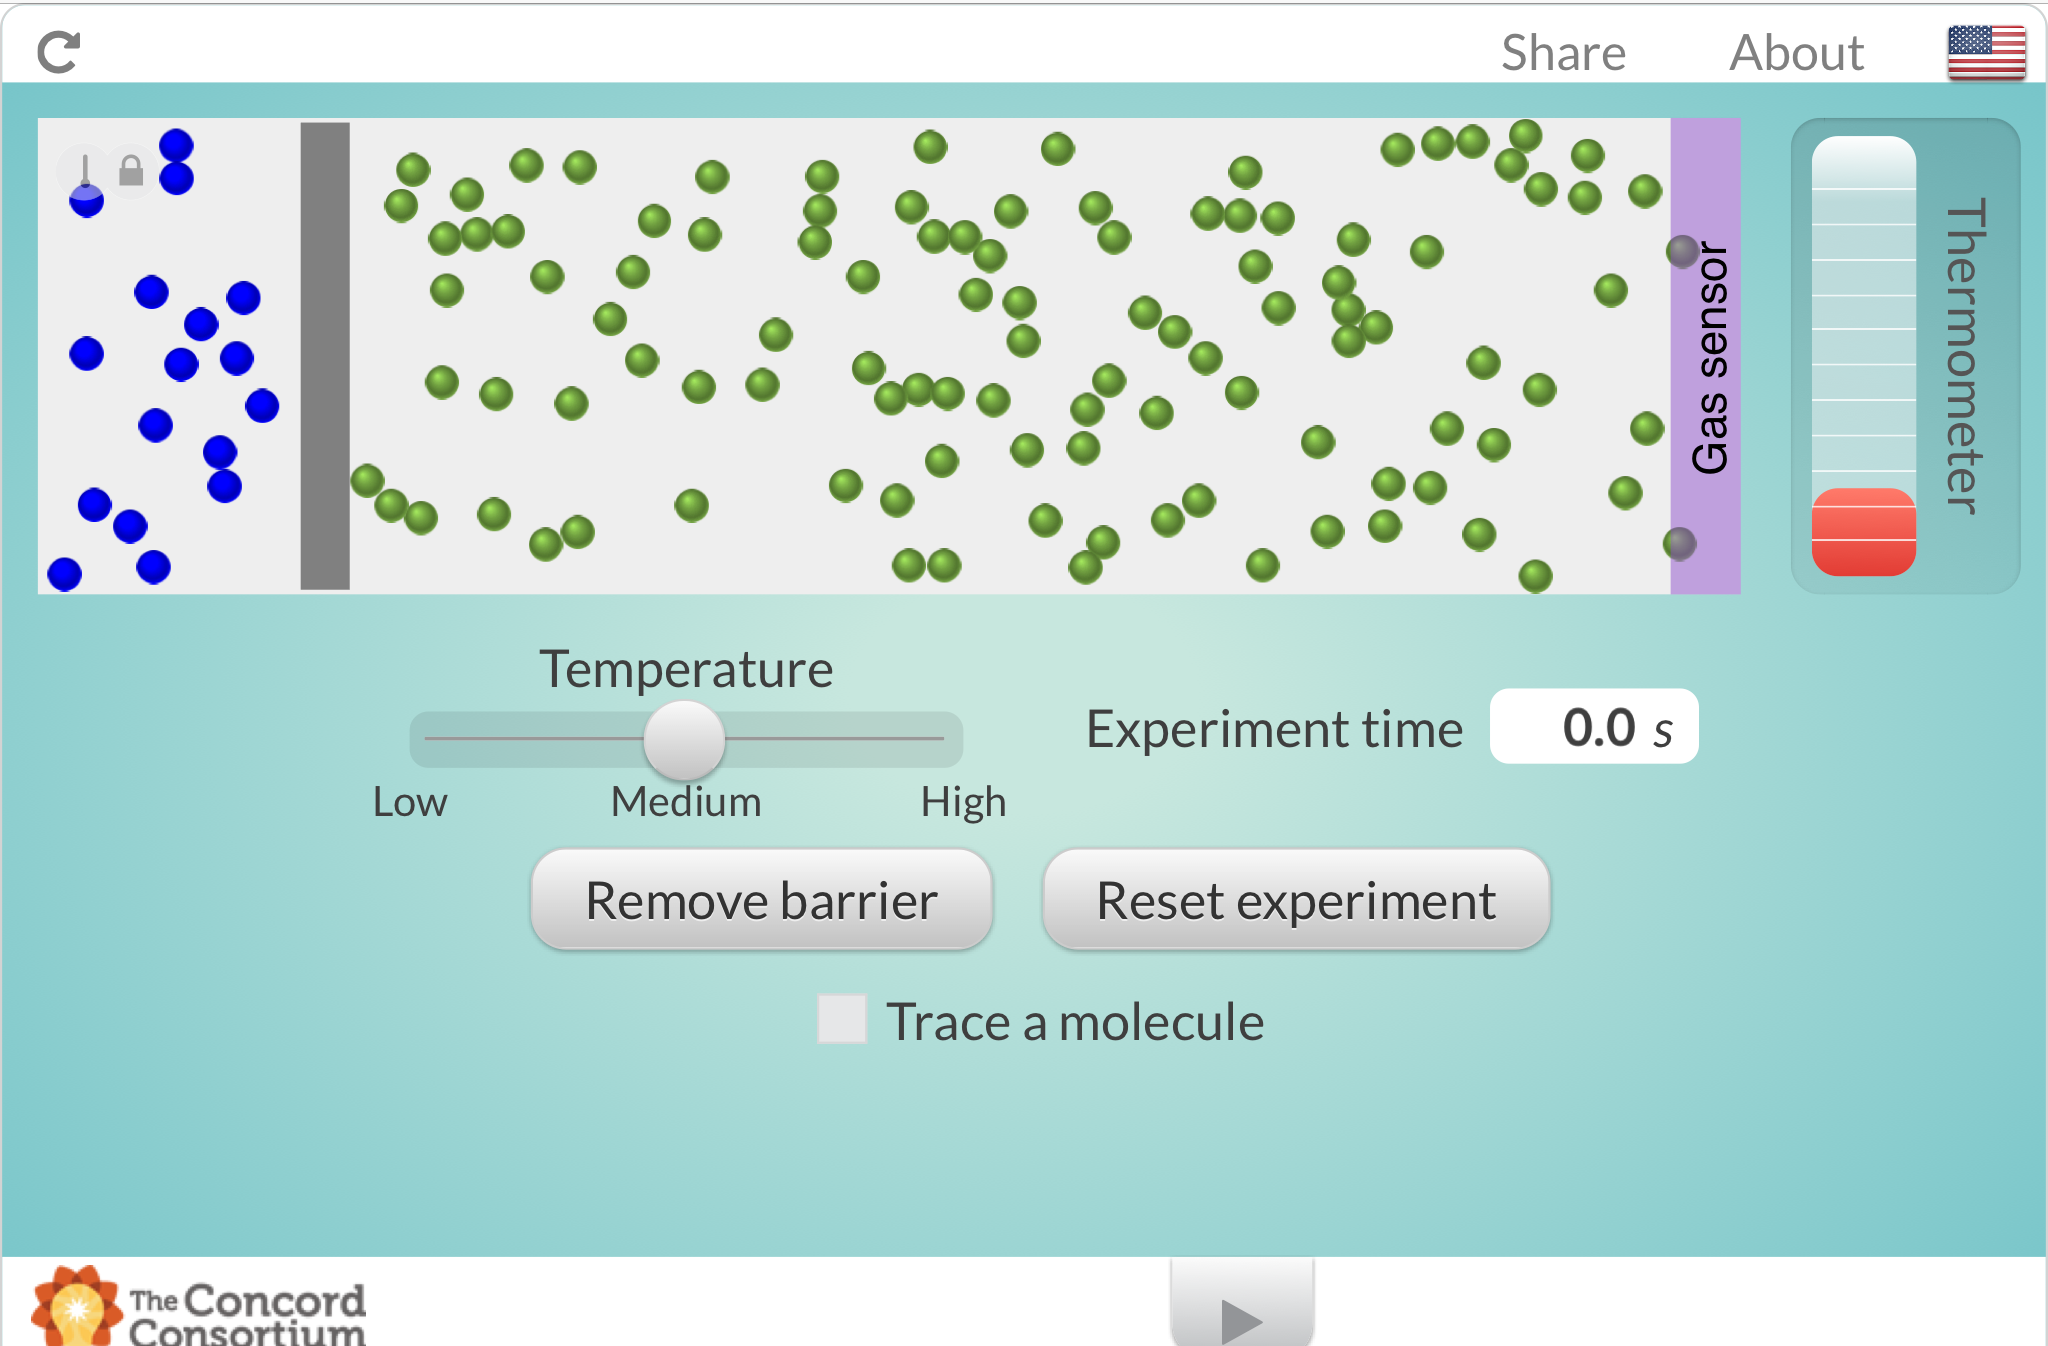 Share About
Gas sensor
Thermometer
Temperature
Low Medium High
Experiment time 0.0 s
Remove barrier Reset experiment
Trace a molecule
The Concord
Consortium